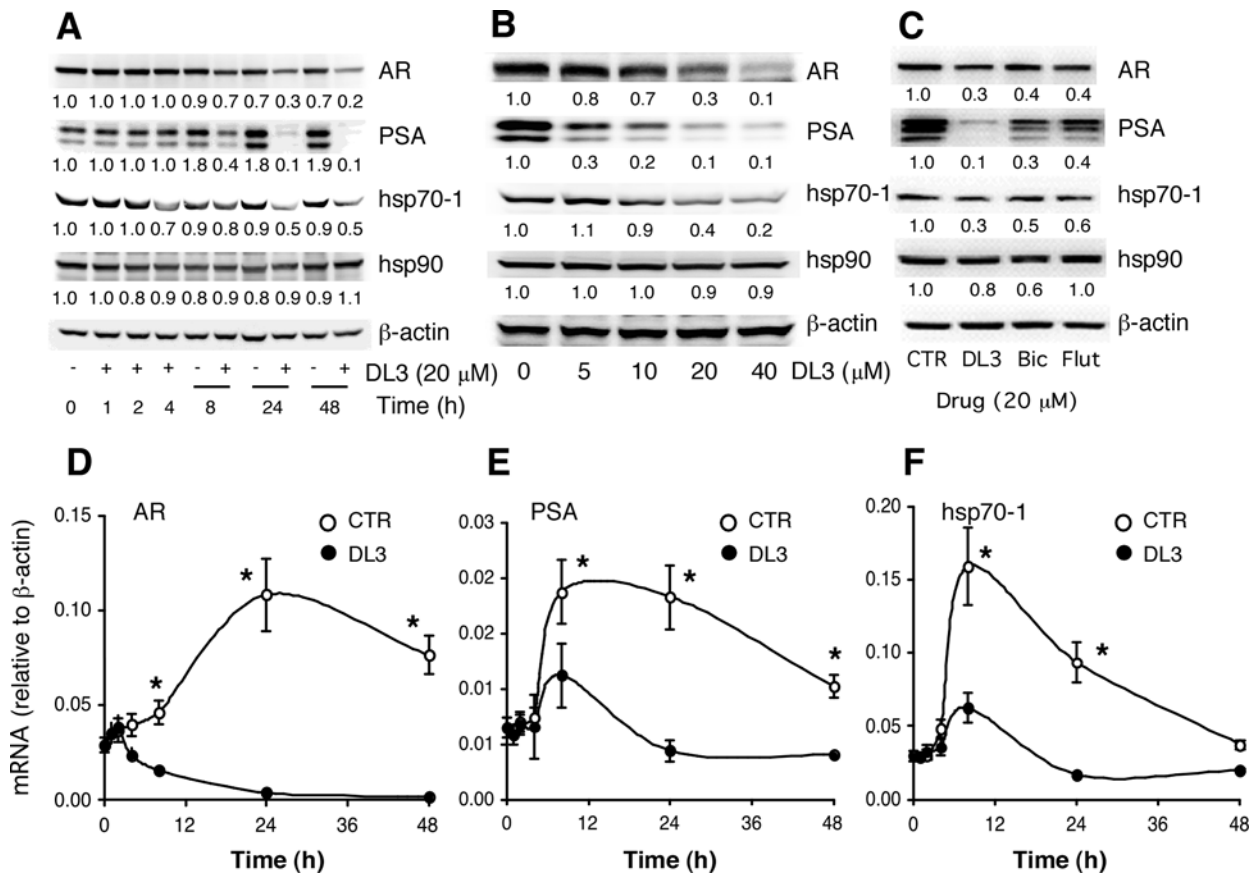 A
AR
1.0 1.0 1.0 1.0 0.9 0.7 0.7 0.3 0.7 0.2
PSA
1.0 1.0 1.0 1.0 1.8 0.4 1.8 0.1 1.9 0.1
hsp70-1
1.0 1.0 1.0 0.7 0.9 0.8 0.9 0.5 0.9 0.5
hsp90
1.0 1.0 0.8 0.9 0.8 0.9 0.8 0.9 0.9 1.1
β-actin
- + + + - + - + - + DL3 (20 μM)
0 1 2 4 8 24 48 Time (h)
B
AR
1.0 0.8 0.7 0.3 0.1
PSA
1.0 0.3 0.2 0.1 0.1
hsp70-1
1.0 1.1 0.9 0.4 0.2
hsp90
1.0 1.0 1.0 0.9 0.9
β-actin
0 5 10 20 40 DL3 (μM)
C
AR
1.0 0.3 0.4 0.4
PSA
1.0 0.1 0.3 0.4
hsp70-1
1.0 0.3 0.5 0.6
hsp90
1.0 0.8 0.6 1.0
β-actin
CTR DL3 Bic Flut
Drug (20 μM)
D
AR
CTR
DL3
mRNA (relative to β-actin)
0.15
0.10
0.05
0.00
* * *
0 12 24 36 48
Time (h)
E
PSA
CTR
DL3
0.03
0.02
0.02
0.01
0.01
0.00
* * *
0 12 24 36 48
Time (h)
F
hsp70-1
CTR
DL3
0.20
0.15
0.10
0.05
0.00
* *
0 12 24 36 48
Time (h)